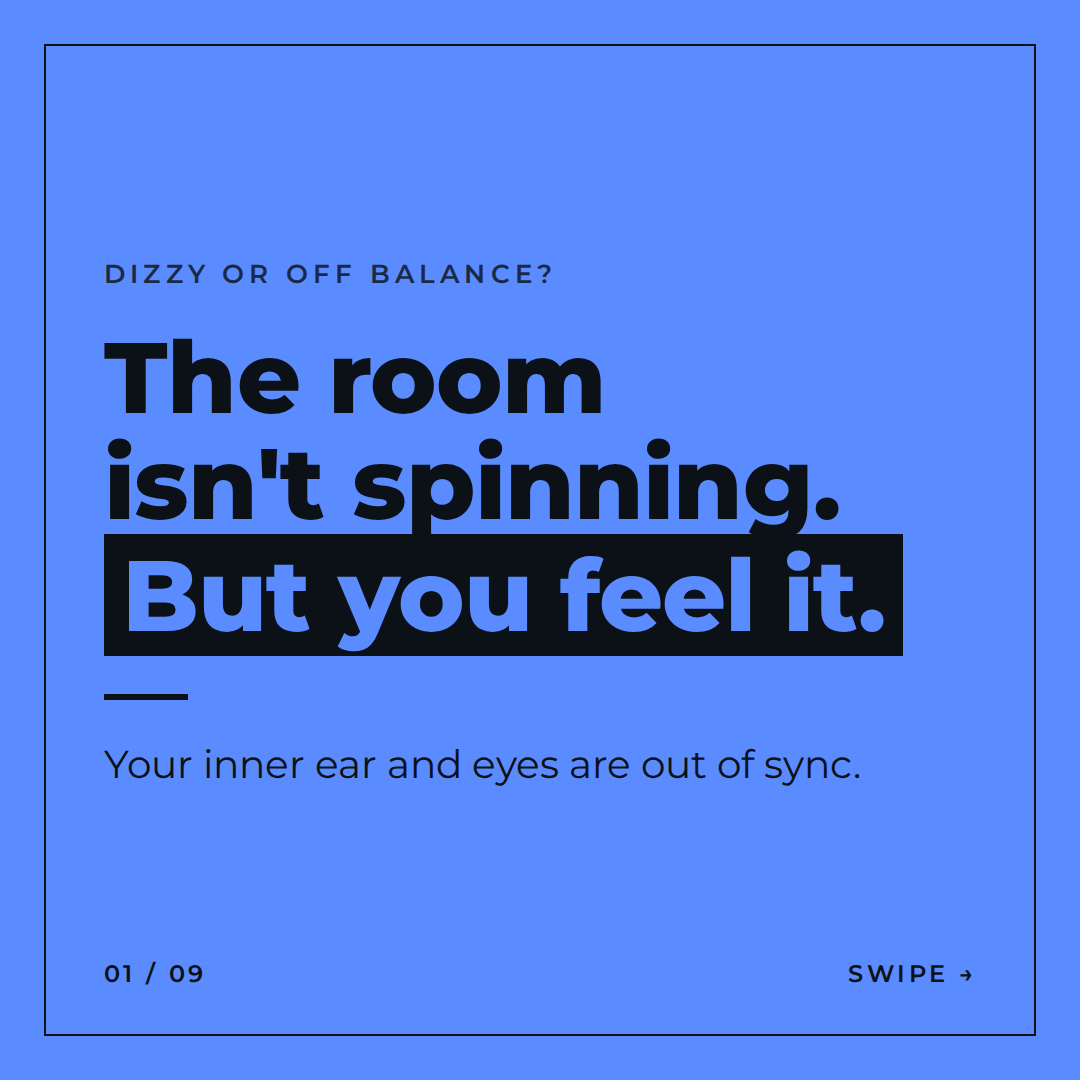 DIZZY OR OFF BALANCE?
The room
isn't spinning.
But you feel it.
Your inner ear and eyes are out of sync.
01 / 09
SWIPE →